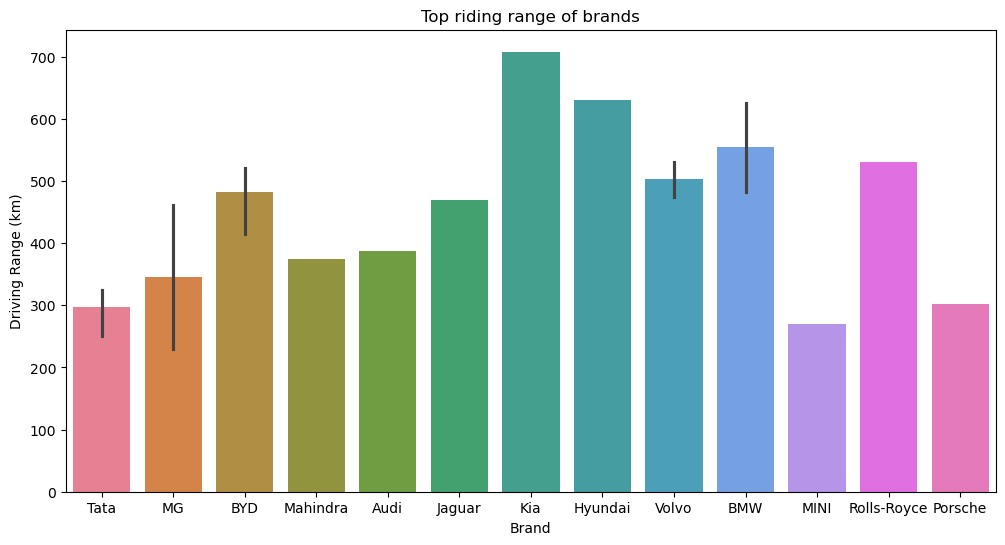 Top riding range of brands
Driving Range (km)
700
600
500
400
300
200
100
0
Tata MG BYD Mahindra Audi Jaguar Kia Hyundai Volvo BMW MINI Rolls-Royce Porsche
Brand